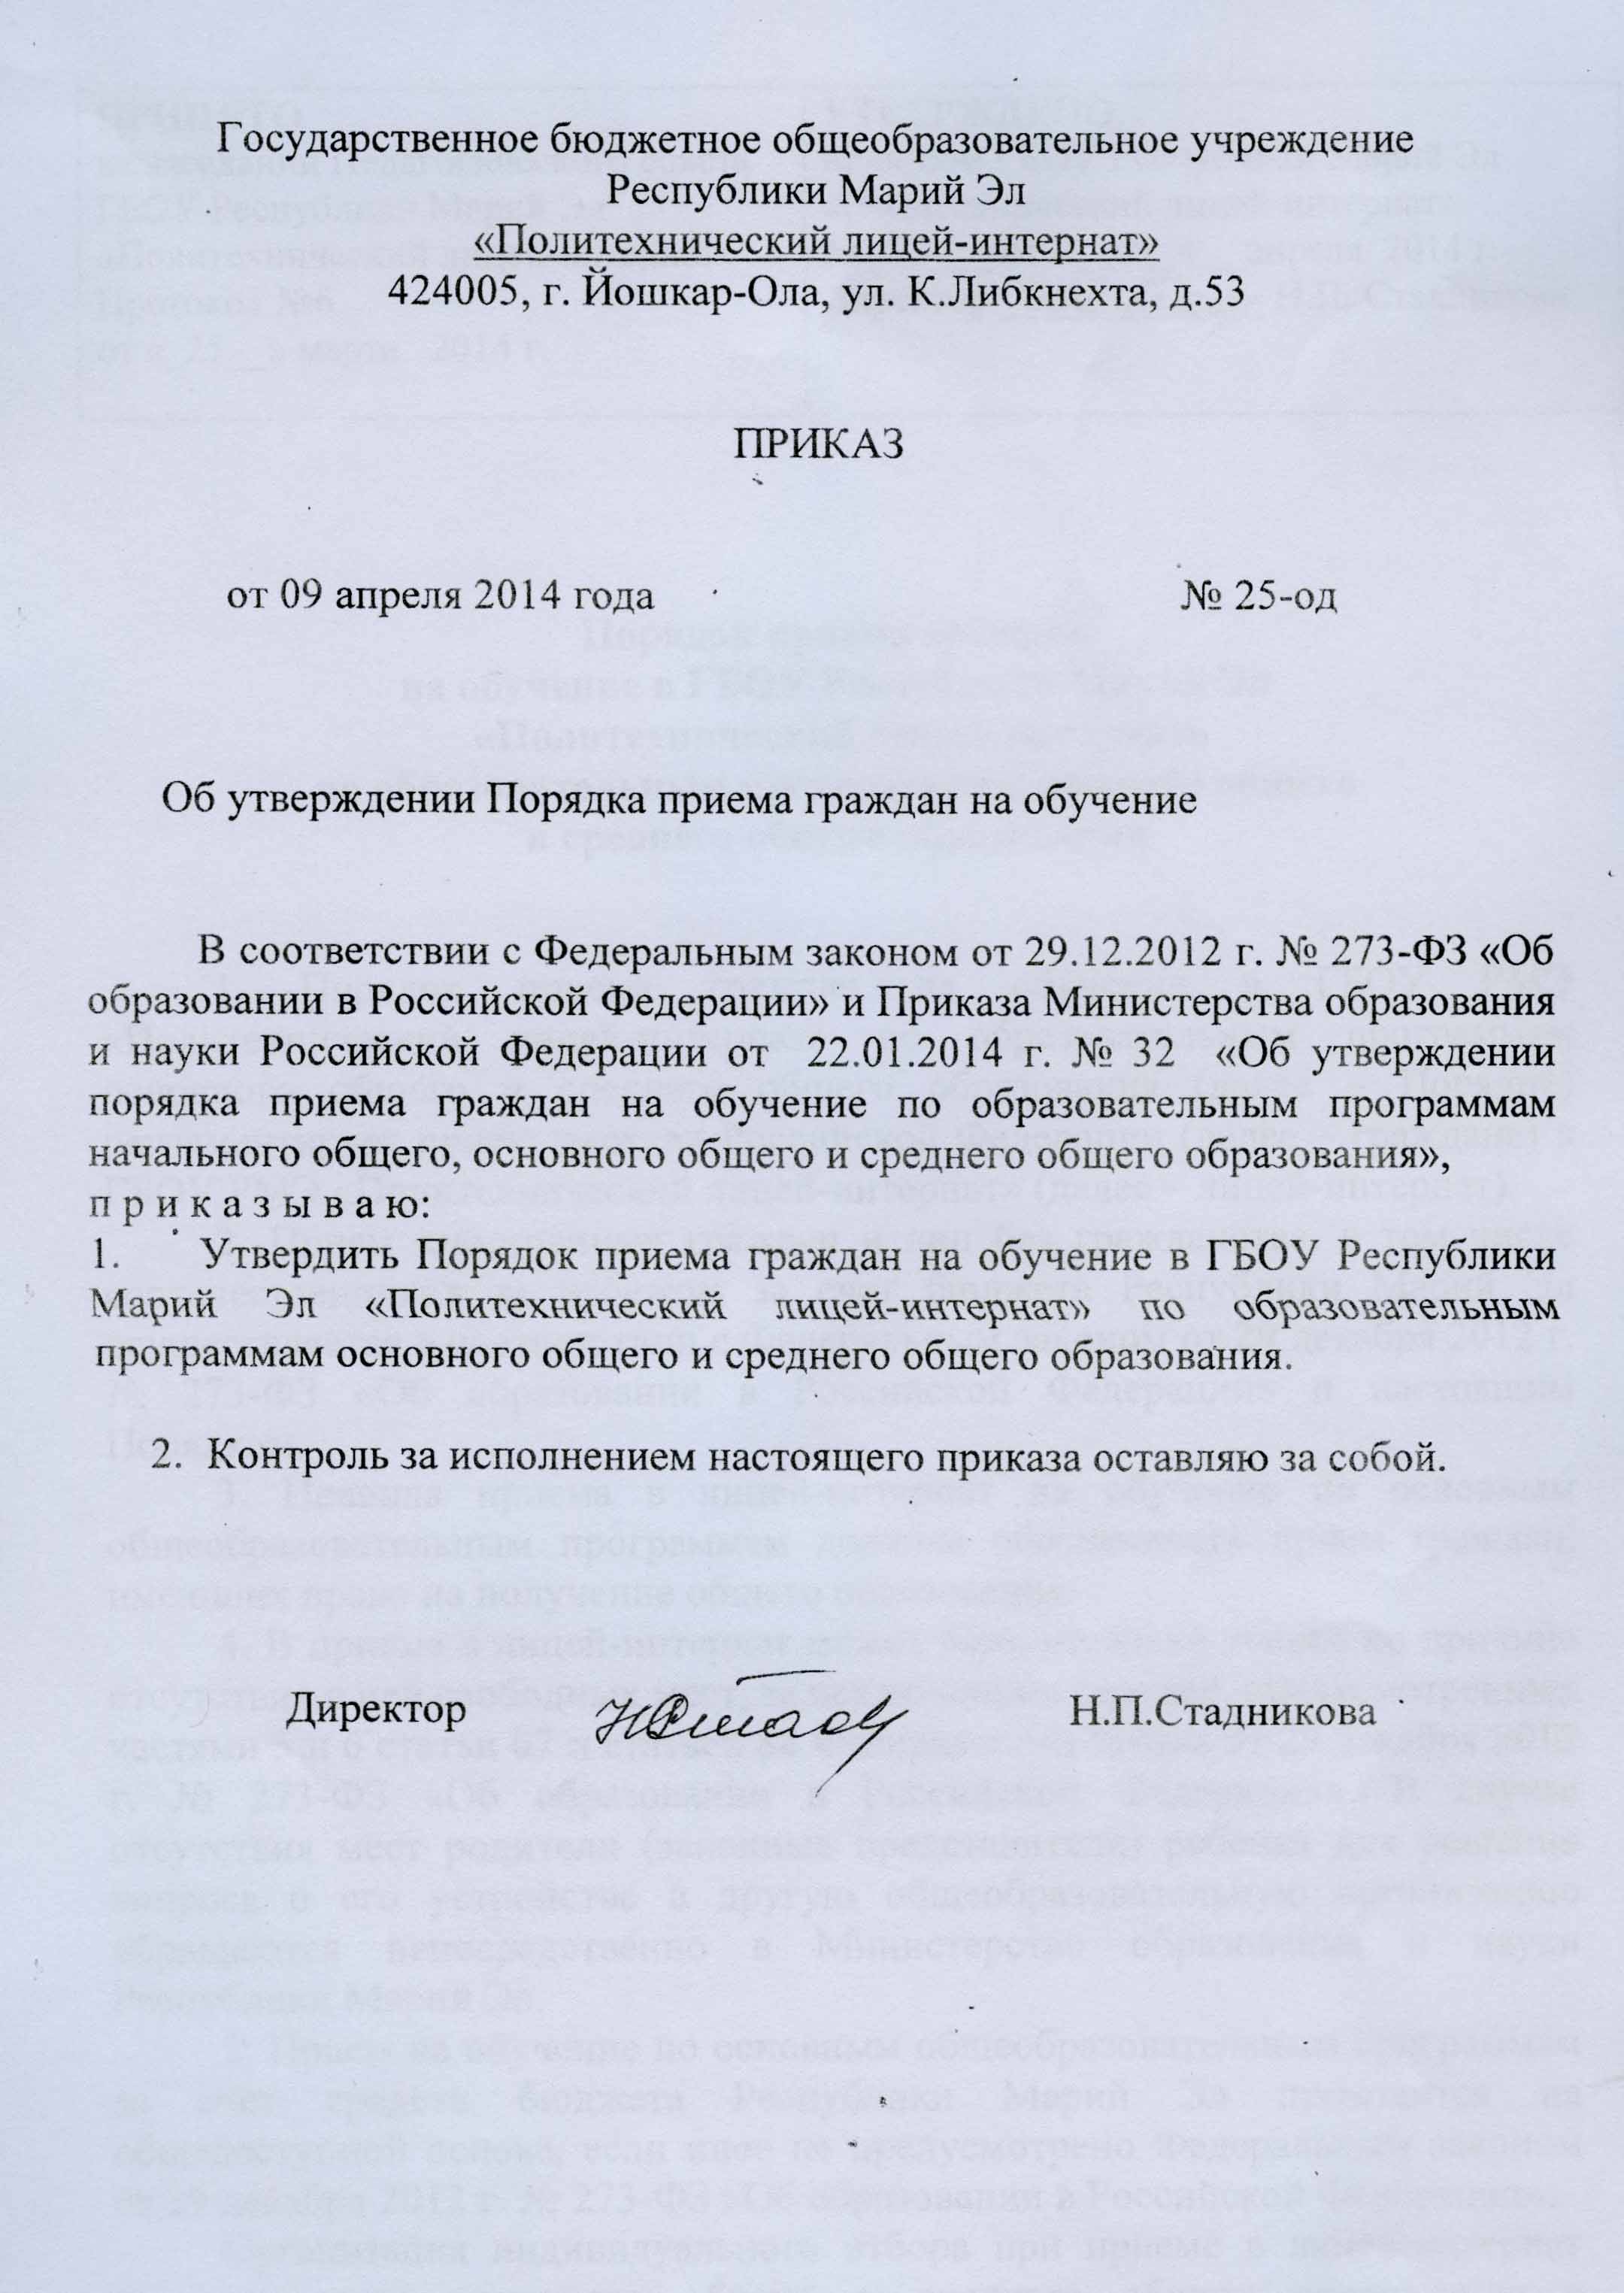 Государственное бюджетное общеобразовательное учреждение
Республики Марий Эл
«Политехнический лицей-интернат»
424005, г. Йошкар-Ола, ул. К.Либкнехта, д.53
ПРИКАЗ
от 09 апреля 2014 года № 25-од
Об утверждении Порядка приема граждан на обучение
В соответствии с Федеральным законом от 29.12.2012 г. № 273-ФЗ «Об
образовании в Российской Федерации» и Приказа Министерства образования
и науки Российской Федерации от 22.01.2014 г. № 32 «Об утверждении
порядка приема граждан на обучение по образовательным программам
начального общего, основного общего и среднего общего образования»,
п р и к а з ы в а ю:
1. Утвердить Порядок приема граждан на обучение в ГБОУ Республики
Марий Эл «Политехнический лицей-интернат» по образовательным
программам основного общего и среднего общего образования.
2. Контроль за исполнением настоящего приказа оставляю за собой.
Директор Н.П.Стадникова